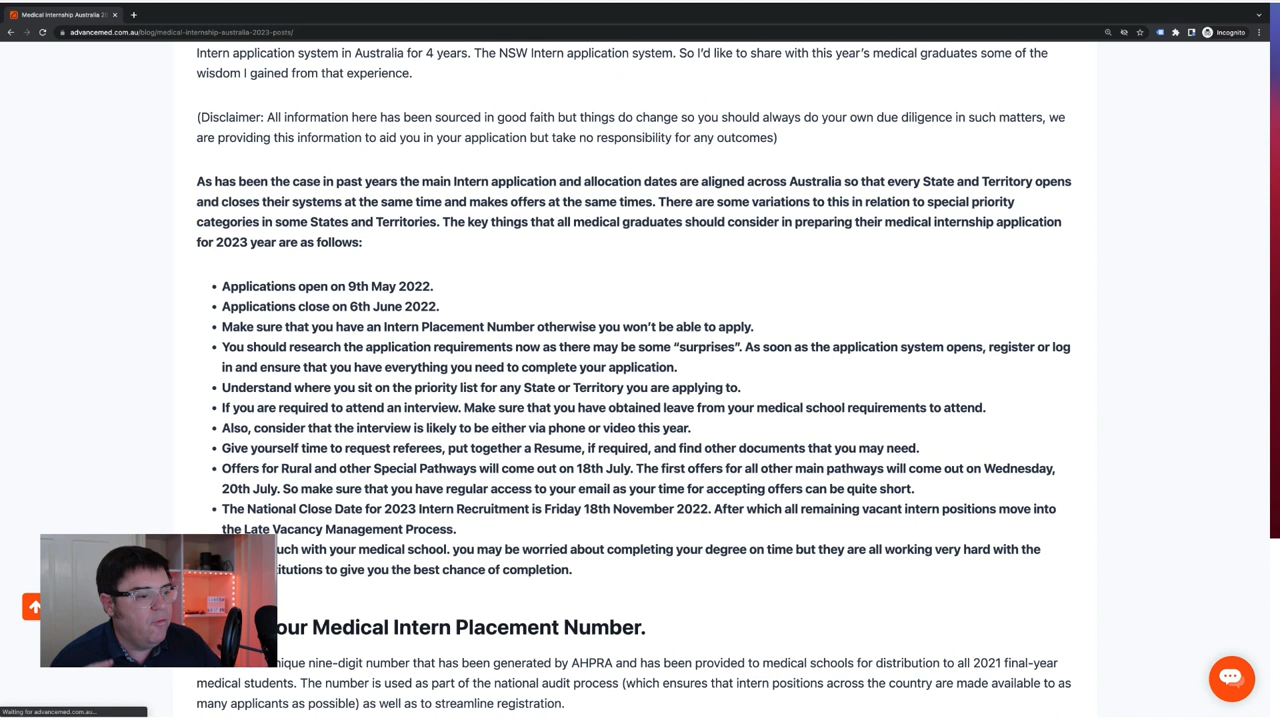 Medical Internship Australia 20
advancemed.com.au/blog/medical-internship-australia-2023-posts/
Incognito
Intern application system in Australia for 4 years. The NSW Intern application system. So I'd like to share with this year's medical graduates some of the
wisdom I gained from that experience.
(Disclaimer: All information here has been sourced in good faith but things do change so you should always do your own due diligence in such matters, we
are providing this information to aid you in your application but take no responsibility for any outcomes)
As has been the case in past years the main Intern application and allocation dates are aligned across Australia so that every State and Territory opens
and closes their systems at the same time and makes offers at the same times. There are some variations to this in relation to special priority
categories in some States and Territories. The key things that all medical graduates should consider in preparing their medical internship application
for 2023 year are as follows:
• Applications open on 9th May 2022.
• Applications close on 6th June 2022.
• Make sure that you have an Intern Placement Number otherwise you won't be able to apply.
• You should research the application requirements now as there may be some “surprises”. As soon as the application system opens, register or log
in and ensure that you have everything you need to complete your application.
• Understand where you sit on the priority list for any State or Territory you are applying to.
• If you are required to attend an interview. Make sure that you have obtained leave from your medical school requirements to attend.
• Also, consider that the interview is likely to be either via phone or video this year.
• Give yourself time to request referees, put together a Resume, if required, and find other documents that you may need.
• Offers for Rural and other Special Pathways will come out on 18th July. The first offers for all other main pathways will come out on Wednesday,
20th July. So make sure that you have regular access to your email as your time for accepting offers can be quite short.
• The National Close Date for 2023 Intern Recruitment is Friday 18th November 2022. After which all remaining vacant intern positions move into
the Late Vacancy Management Process.
uch with your medical school. you may be worried about completing your degree on time but they are all working very hard with the
titutions to give you the best chance of completion.
our Medical Intern Placement Number.
nique nine-digit number that has been generated by AHPRA and has been provided to medical schools for distribution to all 2021 final-year
medical students. The number is used as part of the national audit process (which ensures that intern positions across the country are made available to as
many applicants as possible) as well as to streamline registration.
Waiting for advancemed.com.au...